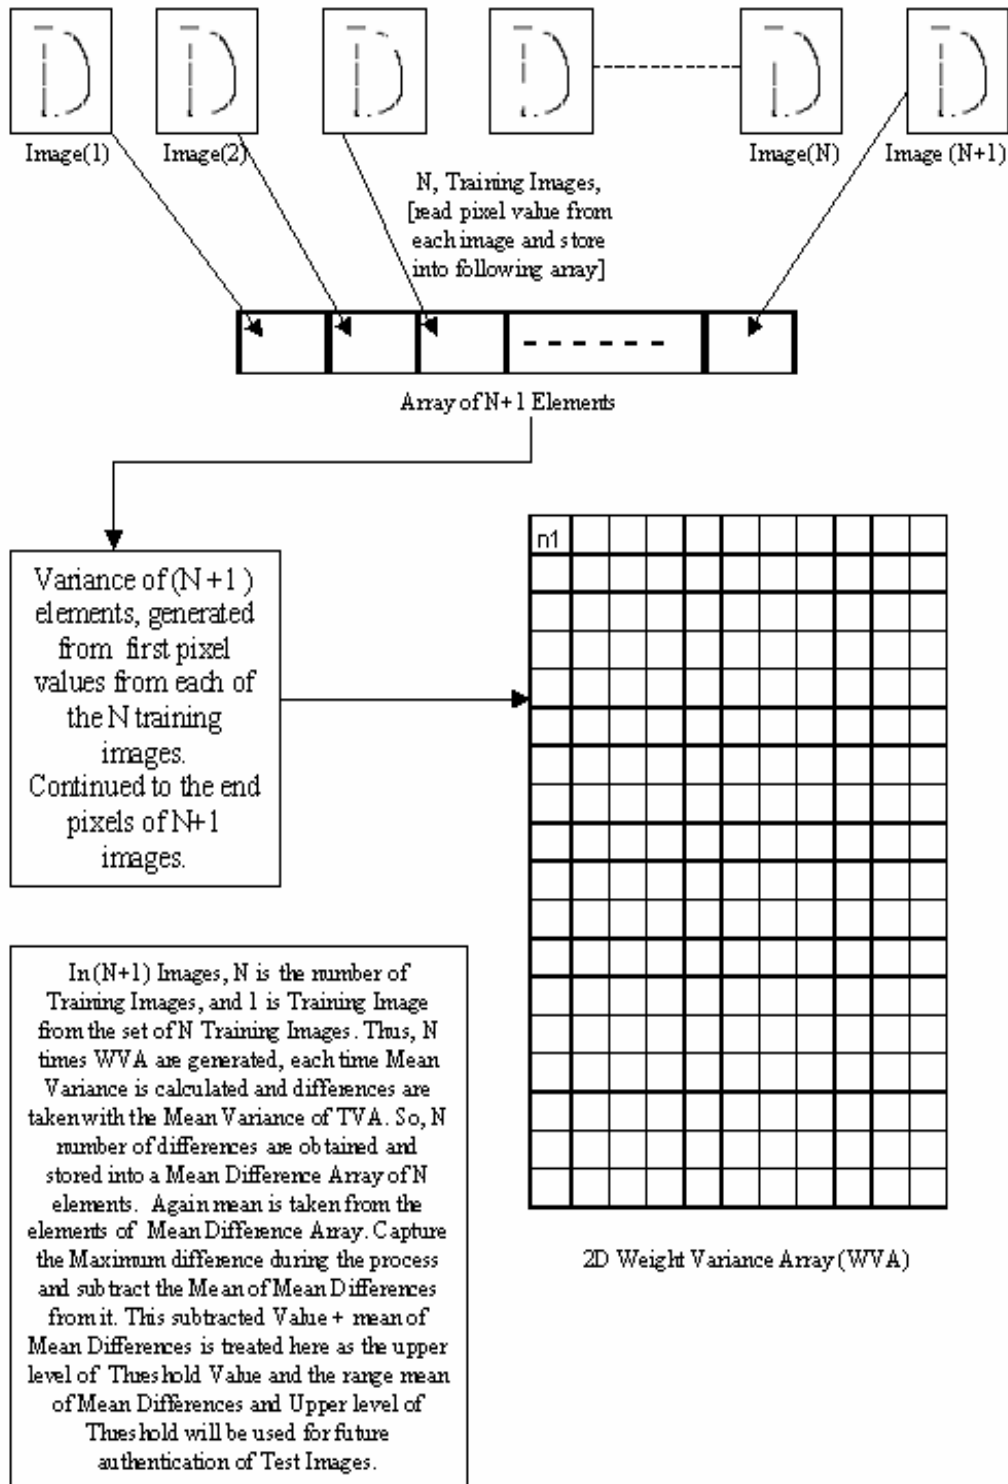 Image(1)
Image(2)
Image(N)
Image (N+1)
N, Training Images,
[read pixel value from
each image and store
into following array]
Array of N+1 Elements
n1
Variance of (N+1)
elements, generated
from first pixel
values from each of
the N training
images.
Continued to the end
pixels of N+1
images.
2D Weight Variance Array (WVA)
In (N+1) Images, N is the number of
Training Images, and 1 is Training Image
from the set of N Training Images. Thus, N
times WVA are generated, each time Mean
Variance is calculated and differences are
taken with the Mean Variance of TVA. So, N
number of differences are obtained and
stored into a Mean Difference Array of N
elements. Again mean is taken from the
elements of Mean Difference Array. Capture
the Maximum difference during the process
and subtract the Mean of Mean Differences
from it. This subtracted Value + mean of
Mean Differences is treated here as the upper
level of Threshold Value and the range mean
of Mean Differences and Upper level of
Threshold will be used for future
authentication of Test Images.